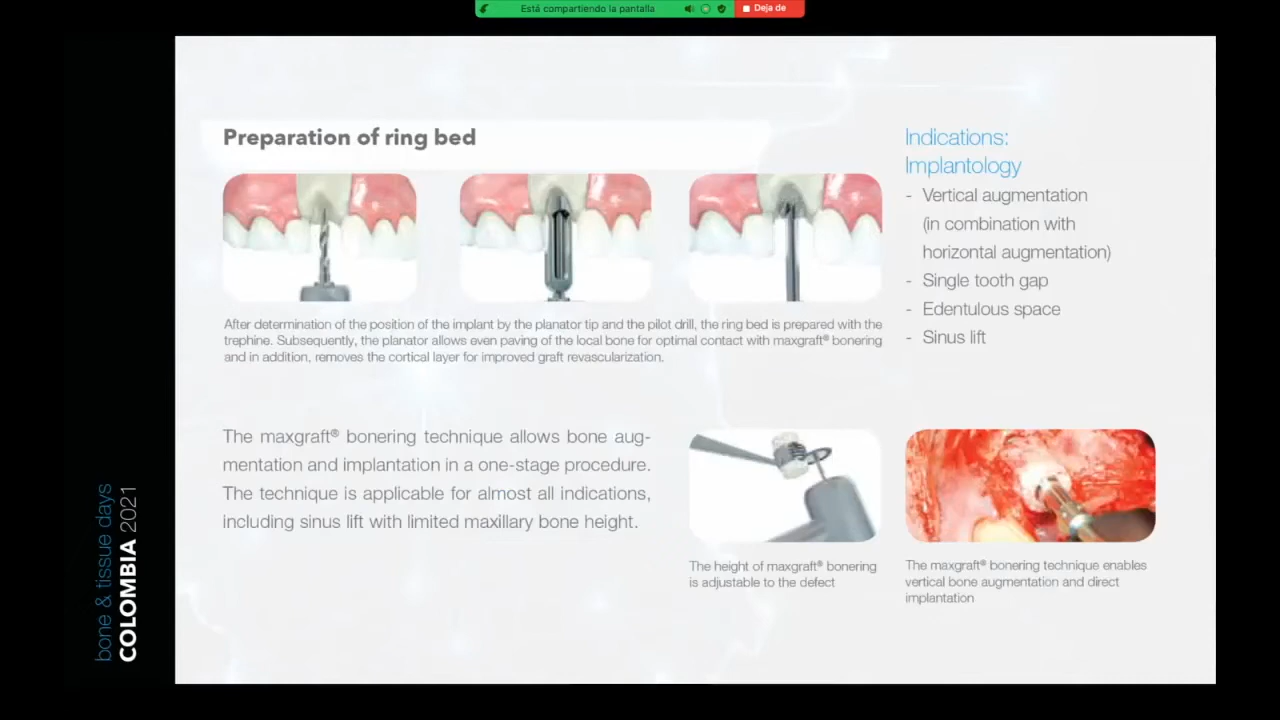 Está compartiendo la pantalla
Deja de
Preparation of ring bed
After determination of the position of the implant by the planator tip and the pilot drill, the ring bed is prepared with the
trephine. Subsequently, the planator allows even paving of the local bone for optimal contact with maxgraft® bonering
and in addition, removes the cortical layer for improved graft revascularization.
Indications:
Implantology
- Vertical augmentation
(in combination with
horizontal augmentation)
- Single tooth gap
- Edentulous space
- Sinus lift
The maxgraft® bonering technique allows bone aug-
mentation and implantation in a one-stage procedure.
The technique is applicable for almost all indications,
including sinus lift with limited maxillary bone height.
The height of maxgraft® bonering
is adjustable to the defect
The maxgraft® bonering technique enables
vertical bone augmentation and direct
implantation
bone & tissue days
COLOMBIA 2021